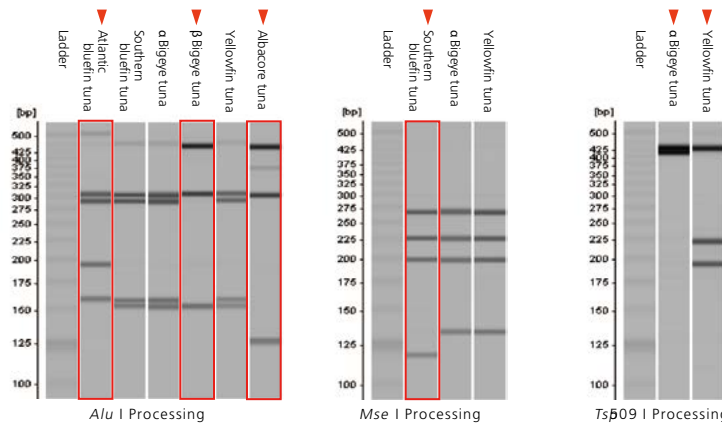 Ladder
Atlantic
bluefin tuna
Southern
bluefin tuna
α Bigeye tuna
β Bigeye tuna
Yellowfin tuna
Albacore tuna
[bp]
500
425
400
375
350
325
300
275
250
225
200
175
150
125
100
Alu I Processing
Ladder
Southern
bluefin tuna
α Bigeye tuna
Yellowfin tuna
[bp]
500
425
400
375
350
325
300
275
250
225
200
175
150
125
100
Mse I Processing
Ladder
α Bigeye tuna
Yellowfin tuna
[bp]
500
425
400
375
350
325
300
275
250
225
200
175
150
125
100
Tsp509 I Processing